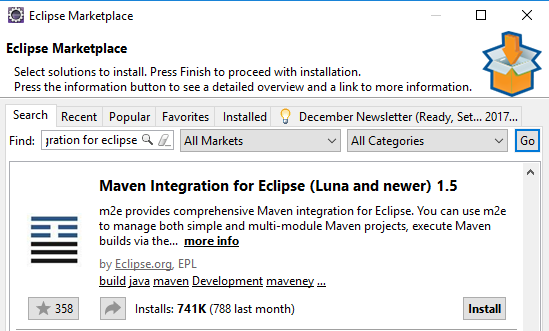 Eclipse Marketplace
Eclipse Marketplace
Select solutions to install. Press Finish to proceed with installation.
Press the information button to see a detailed overview and a link to more information.
Search Recent Popular Favorites Installed December Newsletter (Ready, Set... 2017...
Find: ration for eclipse All Markets All Categories Go
Maven Integration for Eclipse (Luna and newer) 1.5
m2e provides comprehensive Maven integration for Eclipse. You can use m2e
to manage both simple and multi-module Maven projects, execute Maven
builds via the... more info
by Eclipse.org, EPL
build java maven Development maveney ...
358 Installs: 741K (788 last month) Install